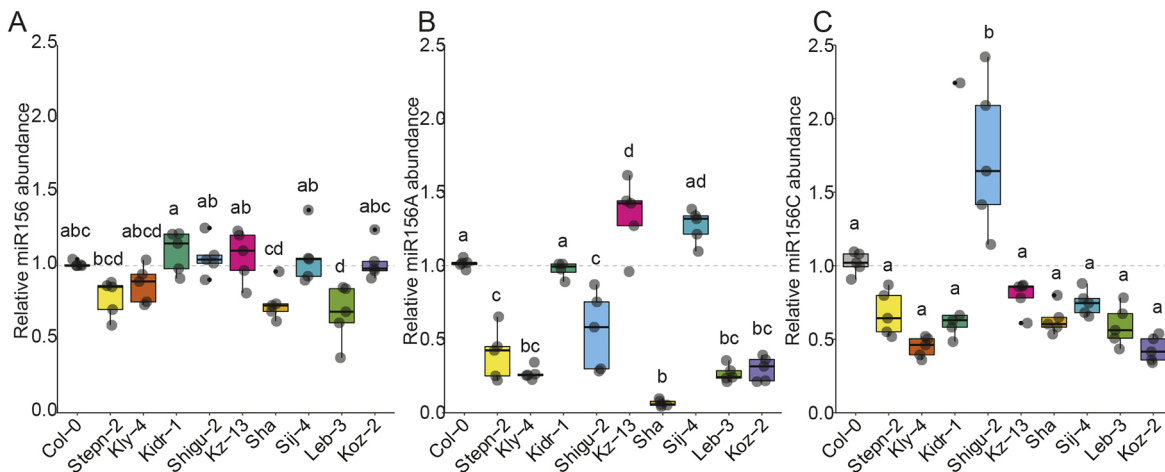 A
Relative miR156 abundance
2.5
2.0
1.5
1.0
0.5
0.0
abc
bcd
abcd
a
ab
ab
cd
ab
d
abc
Col-0
Stepn-2
Kly-4
Kidr-1
Shigu-2
Kz-13
Sha
Sij-4
Leb-3
Koz-2
B
Relative miR156A abundance
2.5
2.0
1.5
1.0
0.5
0.0
a
c
bc
a
c
d
b
ad
bc
bc
Col-0
Stepn-2
Kly-4
Kidr-1
Shigu-2
Kz-13
Sha
Sij-4
Leb-3
Koz-2
C
Relative miR156C abundance
2.5
2.0
1.5
1.0
0.5
0.0
a
a
a
a
b
a
a
a
a
a
Col-0
Stepn-2
Kly-4
Kidr-1
Shigu-2
Kz-13
Sha
Sij-4
Leb-3
Koz-2